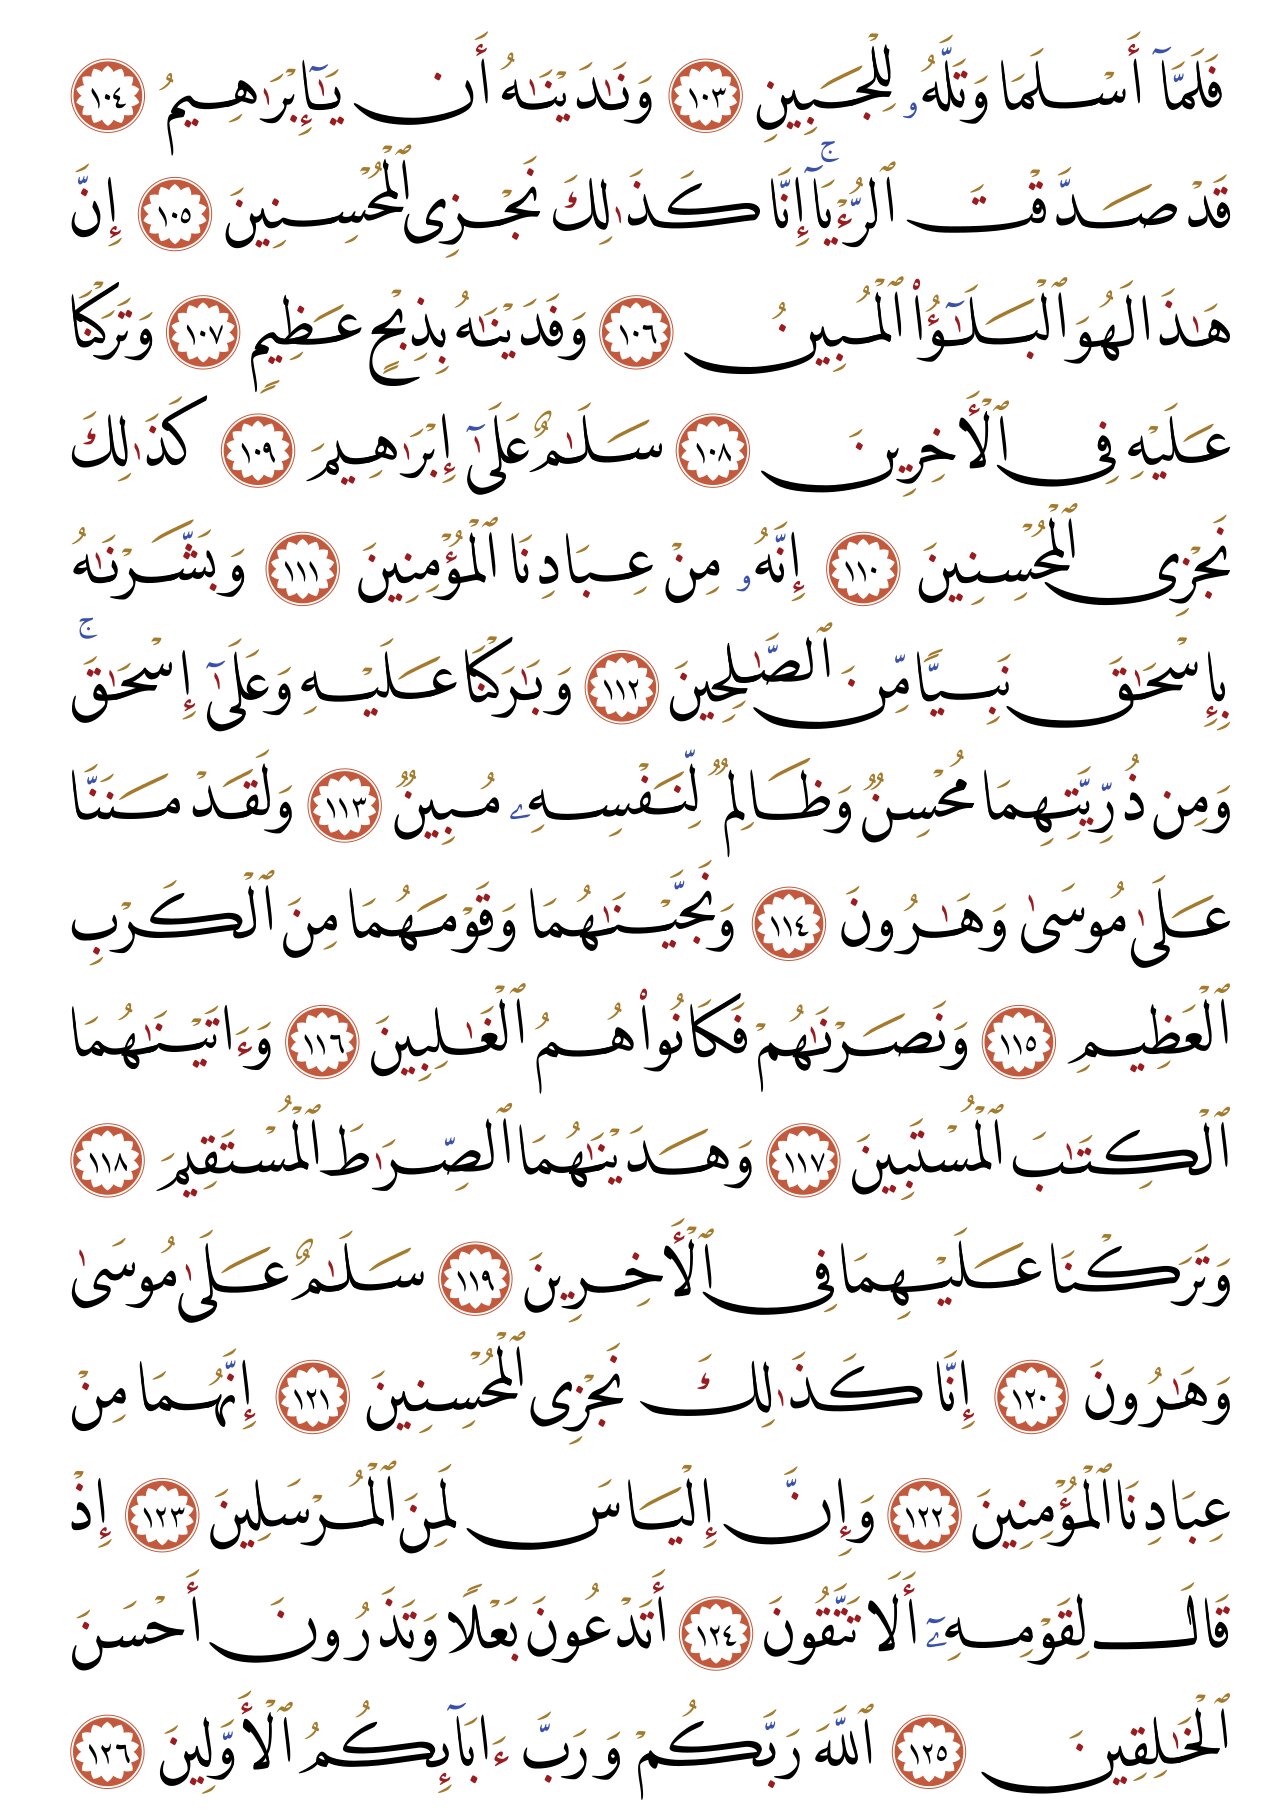 فَلَمَّآ أَسْلَمَا وَتَلَّهُۥ لِلْجَبِينِ ١٠٣ وَنَٰدَيْنَٰهُ أَن يَٰٓإِبْرَٰهِيمُ ١٠٤
قَدْ صَدَّقْتَ ٱلرُّءْيَآۚ إِنَّا كَذَٰلِكَ نَجْزِى ٱلْمُحْسِنِينَ ١٠٥ إِنَّ
هَٰذَا لَهُوَ ٱلْبَلَٰٓؤُا۟ ٱلْمُبِينُ ١٠٦ وَفَدَيْنَٰهُ بِذِبْحٍ عَظِيمٍ ١٠٧ وَتَرَكْنَا
عَلَيْهِ فِى ٱلْأَخِرِينَ ١٠٨ سَلَٰمٌ عَلَىٰٓ إِبْرَٰهِيمَ ١٠٩ كَذَٰلِكَ
نَجْزِى ٱلْمُحْسِنِينَ ١١٠ إِنَّهُۥ مِنْ عِبَادِنَا ٱلْمُؤْمِنِينَ ١١١ وَبَشَّرْنَٰهُ
بِإِسْحَٰقَ نَبِيًّا مِّنَ ٱلصَّٰلِحِينَ ١١٢ وَبَٰرَكْنَا عَلَيْهِ وَعَلَىٰٓ إِسْحَٰقَۚ
وَمِن ذُرِّيَّتِهِمَا مُحْسِنٌ وَظَالِمٌ لِّنَفْسِهِۦ مُبِينٌ ١١٣ وَلَقَدْ مَنَنَّا
عَلَىٰ مُوسَىٰ وَهَٰرُونَ ١١٤ وَنَجَّيْنَٰهُمَا وَقَوْمَهُمَا مِنَ ٱلْكَرْبِ
ٱلْعَظِيمِ ١١٥ وَنَصَرْنَٰهُمْ فَكَانُوا۟ هُمُ ٱلْغَٰلِبِينَ ١١٦ وَءَاتَيْنَٰهُمَا
ٱلْكِتَٰبَ ٱلْمُسْتَبِينَ ١١٧ وَهَدَيْنَٰهُمَا ٱلصِّرَٰطَ ٱلْمُسْتَقِيمَ ١١٨
وَتَرَكْنَا عَلَيْهِمَا فِى ٱلْأَخِرِينَ ١١٩ سَلَٰمٌ عَلَىٰ مُوسَىٰ
وَهَٰرُونَ ١٢٠ إِنَّا كَذَٰلِكَ نَجْزِى ٱلْمُحْسِنِينَ ١٢١ إِنَّهُمَا مِنْ
عِبَادِنَا ٱلْمُؤْمِنِينَ ١٢٢ وَإِنَّ إِلْيَاسَ لَمِنَ ٱلْمُرْسَلِينَ ١٢٣ إِذْ
قَالَ لِقَوْمِهِۦٓ أَلَا تَتَّقُونَ ١٢٤ أَتَدْعُونَ بَعْلًا وَتَذَرُونَ أَحْسَنَ
ٱلْخَٰلِقِينَ ١٢٥ ٱللَّهَ رَبَّكُمْ وَرَبَّ ءَابَآئِكُمُ ٱلْأَوَّلِينَ ١٢٦